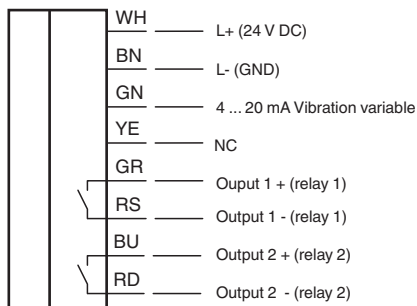 WH L+ (24 V DC)
BN L- (GND)
GN 4 ... 20 mA Vibration variable
YE NC
GR Ouput 1 + (relay 1)
RS Output 1 - (relay 1)
BU Output 2 + (relay 2)
RD Output 2 - (relay 2)